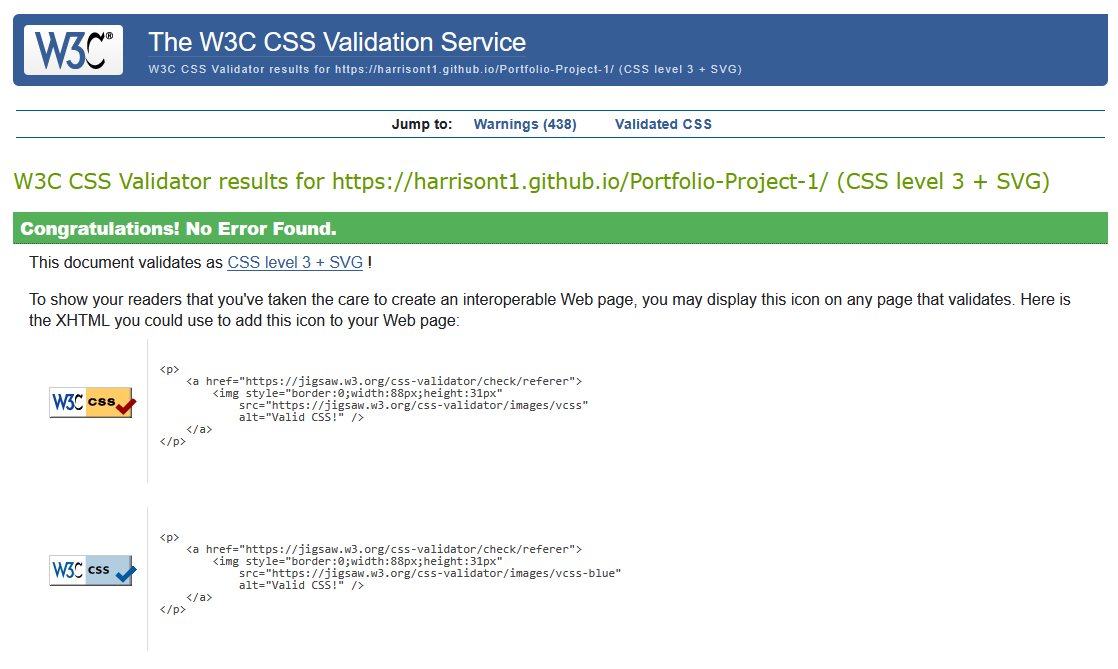 W3C®
The W3C CSS Validation Service
W3C CSS Validator results for https://harrisont1.github.io/Portfolio-Project-1/ (CSS level 3 + SVG)
Jump to: Warnings (438) Validated CSS
W3C CSS Validator results for https://harrisont1.github.io/Portfolio-Project-1/ (CSS level 3 + SVG)
Congratulations! No Error Found.
This document validates as CSS level 3 + SVG !
To show your readers that you've taken the care to create an interoperable Web page, you may display this icon on any page that validates. Here is
the XHTML you could use to add this icon to your Web page:
W3C css
<p>
    <a href="https://jigsaw.w3.org/css-validator/check/referer">
        <img style="border:0;width:88px;height:31px"
            src="https://jigsaw.w3.org/css-validator/images/vcss"
            alt="Valid CSS!" />
    </a>
</p>
W3C css
<p>
    <a href="https://jigsaw.w3.org/css-validator/check/referer">
        <img style="border:0;width:88px;height:31px"
            src="https://jigsaw.w3.org/css-validator/images/vcss-blue"
            alt="Valid CSS!" />
    </a>
</p>